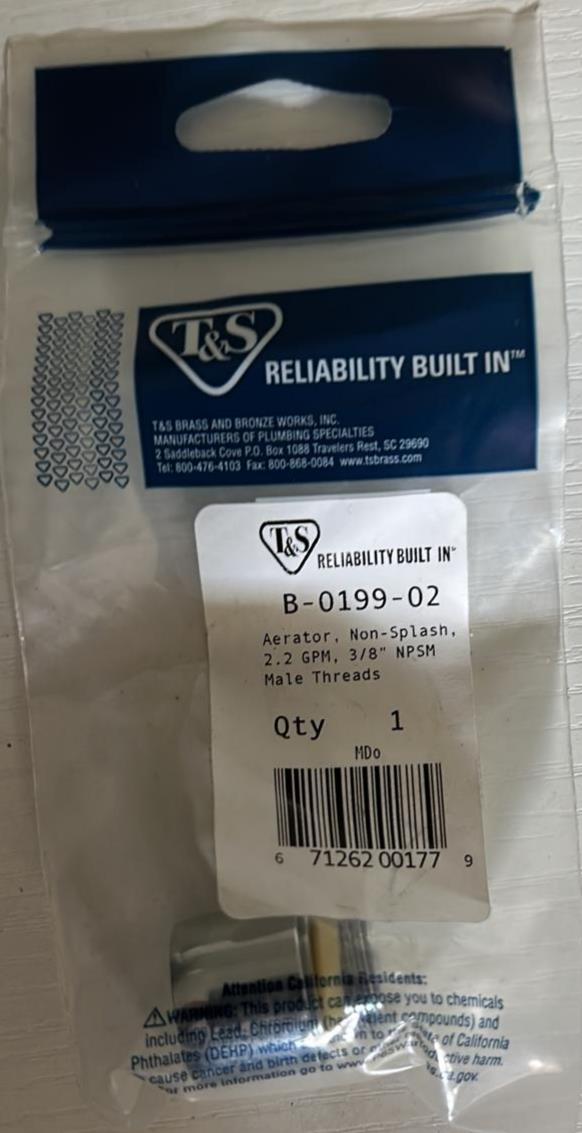 T&S
RELIABILITY BUILT IN™
T&S BRASS AND BRONZE WORKS, INC.
MANUFACTURERS OF PLUMBING SPECIALTIES
2 Saddleback Cove P.O. Box 1088 Travelers Rest, SC 29690
Tel: 800-476-4103 Fax: 800-868-0084 www.tsbrass.com
T&S
RELIABILITY BUILT IN™
B-0199-02
Aerator, Non-Splash,
2.2 GPM, 3/8" NPSM
Male Threads
Qty 1
MDo
6 71262 00177 9
Attention California Residents:
WARNING: This product can expose you to chemicals
including Lead, Chromium compounds) and
of California
Phthalates (DEHP) which
cause cancer and birth defects or harm.
For more information go to